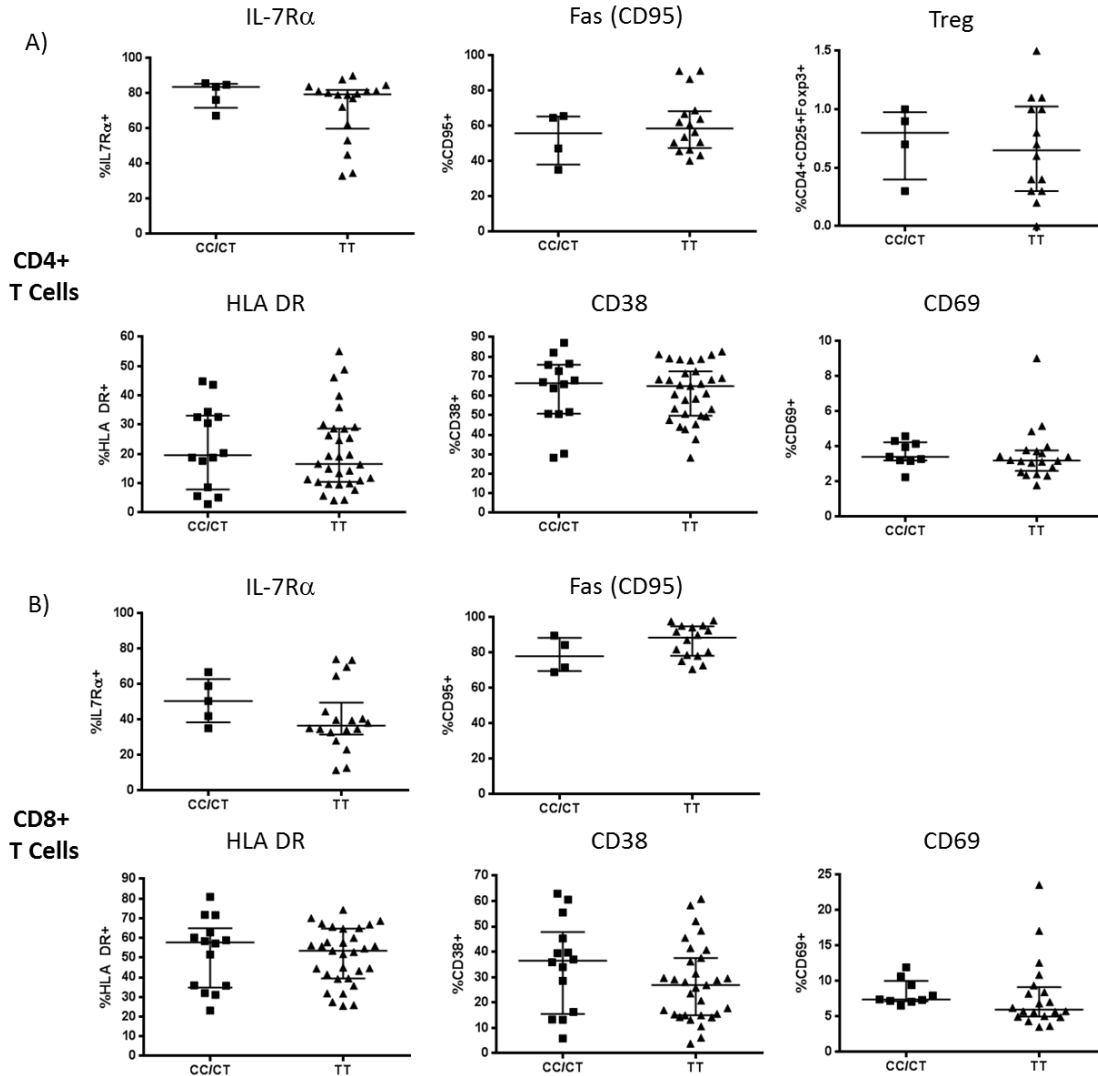 A)
IL-7Rα
%IL7Rα+
100
80
60
40
20
0
CC/CT
TT
Fas (CD95)
%CD95+
100
80
60
40
20
0
CC/CT
TT
Treg
%CD4+CD25+Foxp3+
1.5
1.0
0.5
0.0
CC/CT
TT
CD4+
T Cells
HLA DR
%HLA DR+
60
50
40
30
20
10
0
CC/CT
TT
CD38
%CD38+
90
80
70
60
50
40
30
20
10
0
CC/CT
TT
CD69
%CD69+
10
8
6
4
2
0
CC/CT
TT
B)
IL-7Rα
%IL7Rα+
100
80
60
40
20
0
CC/CT
TT
Fas (CD95)
%CD95+
100
80
60
40
20
0
CC/CT
TT
CD8+
T Cells
HLA DR
%HLA DR+
90
80
70
60
50
40
30
20
10
0
CC/CT
TT
CD38
%CD38+
70
60
50
40
30
20
10
0
CC/CT
TT
CD69
%CD69+
25
20
15
10
5
0
CC/CT
TT